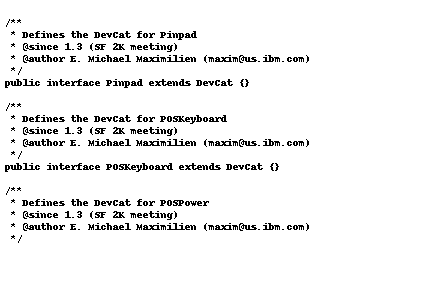 /**
 * Defines the DevCat for Pinpad
 * @since 1.3 (SF 2K meeting)
 * @author E. Michael Maximilien (maxim@us.ibm.com)
 */
public interface Pinpad extends DevCat {}

/**
 * Defines the DevCat for POSKeyboard
 * @since 1.3 (SF 2K meeting)
 * @author E. Michael Maximilien (maxim@us.ibm.com)
 */
public interface POSKeyboard extends DevCat {}

/**
 * Defines the DevCat for POSPower
 * @since 1.3 (SF 2K meeting)
 * @author E. Michael Maximilien (maxim@us.ibm.com)
 */